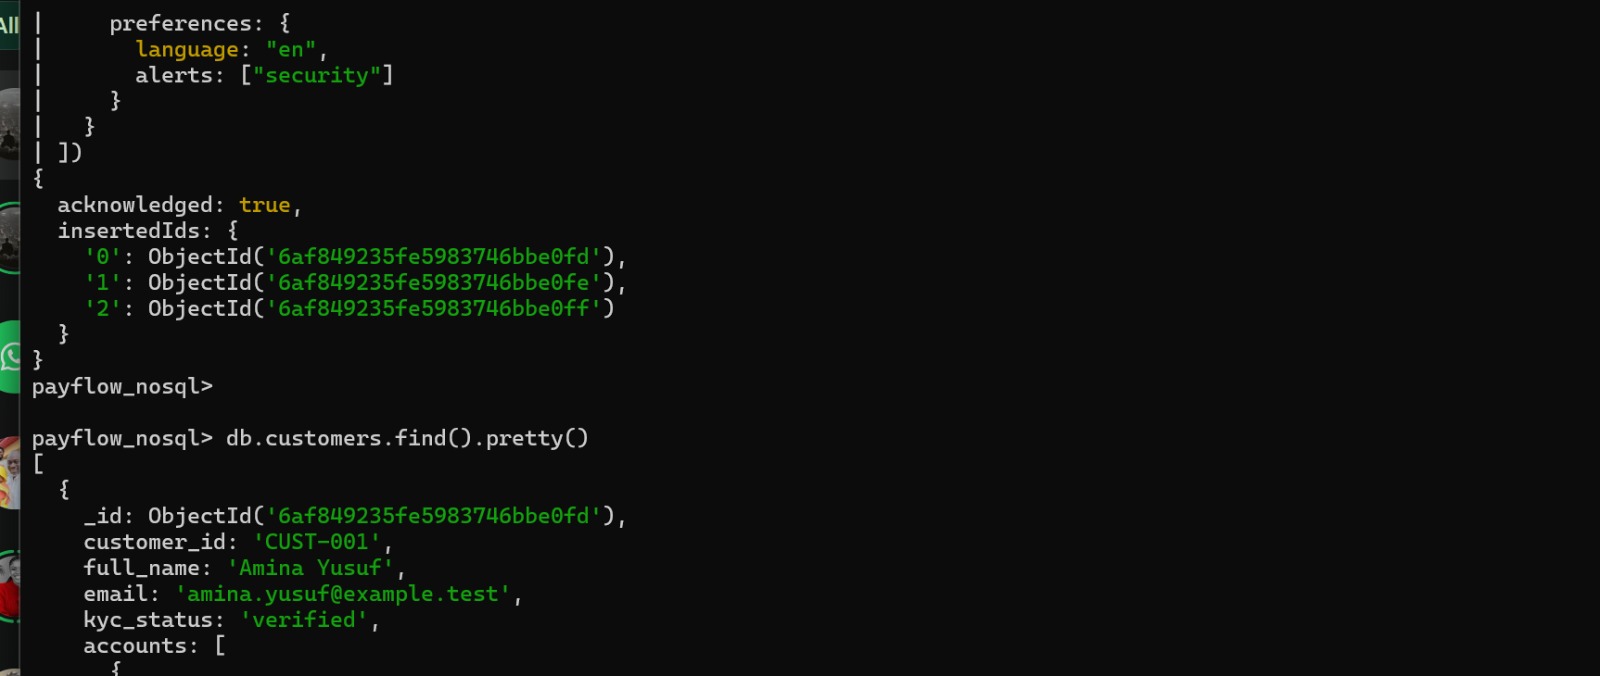 All
|     preferences: {
|       language: "en",
|       alerts: ["security"]
|     }
|   }
| ])
{
  acknowledged: true,
  insertedIds: {
    '0': ObjectId('6af849235fe5983746bbe0fd'),
    '1': ObjectId('6af849235fe5983746bbe0fe'),
    '2': ObjectId('6af849235fe5983746bbe0ff')
  }
}
payflow_nosql>
payflow_nosql> db.customers.find().pretty()
[
  {
    _id: ObjectId('6af849235fe5983746bbe0fd'),
    customer_id: 'CUST-001',
    full_name: 'Amina Yusuf',
    email: 'amina.yusuf@example.test',
    kyc_status: 'verified',
    accounts: [
      {